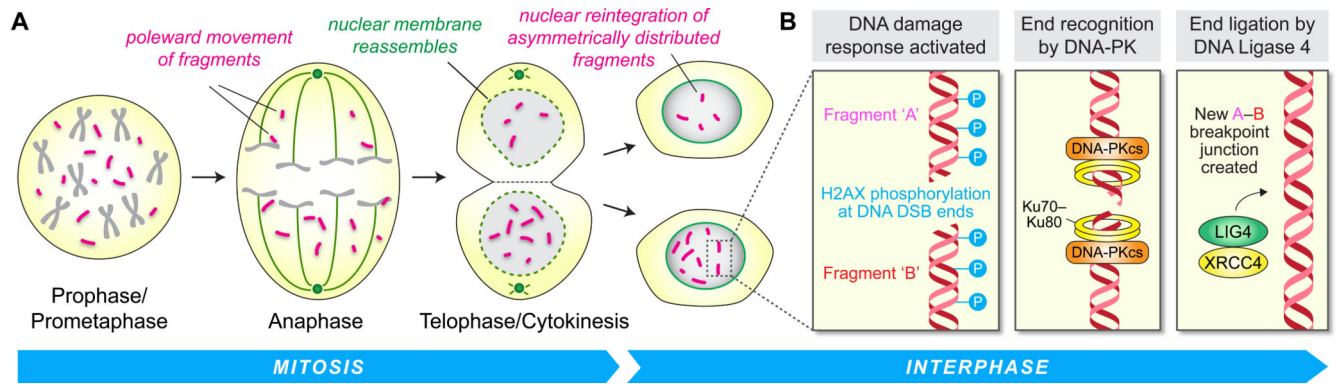 A
poleward movement
of fragments
nuclear membrane
reassembles
nuclear reintegration of
asymmetrically distributed
fragments
Prophase/
Prometaphase
Anaphase
Telophase/Cytokinesis
B
DNA damage
response activated
End recognition
by DNA-PK
End ligation by
DNA Ligase 4
Fragment ‘A’
P
P
P
H2AX phosphorylation
at DNA DSB ends
Fragment ‘B’
P
P
P
DNA-PKcs
Ku70–
Ku80
DNA-PKcs
New A–B
breakpoint
junction
created
LIG4
XRCC4
MITOSIS
INTERPHASE